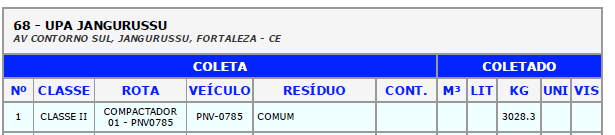 68 - UPA JANGURUSSU
AV CONTORNO SUL, JANGURUSSU, FORTALEZA - CE
COLETA COLETADO
Nº CLASSE ROTA VEÍCULO RESÍDUO CONT. M³ LIT KG UNI VIS
1 CLASSE II COMPACTADOR 01 - PNV0785 PNV-0785 COMUM 3028.3